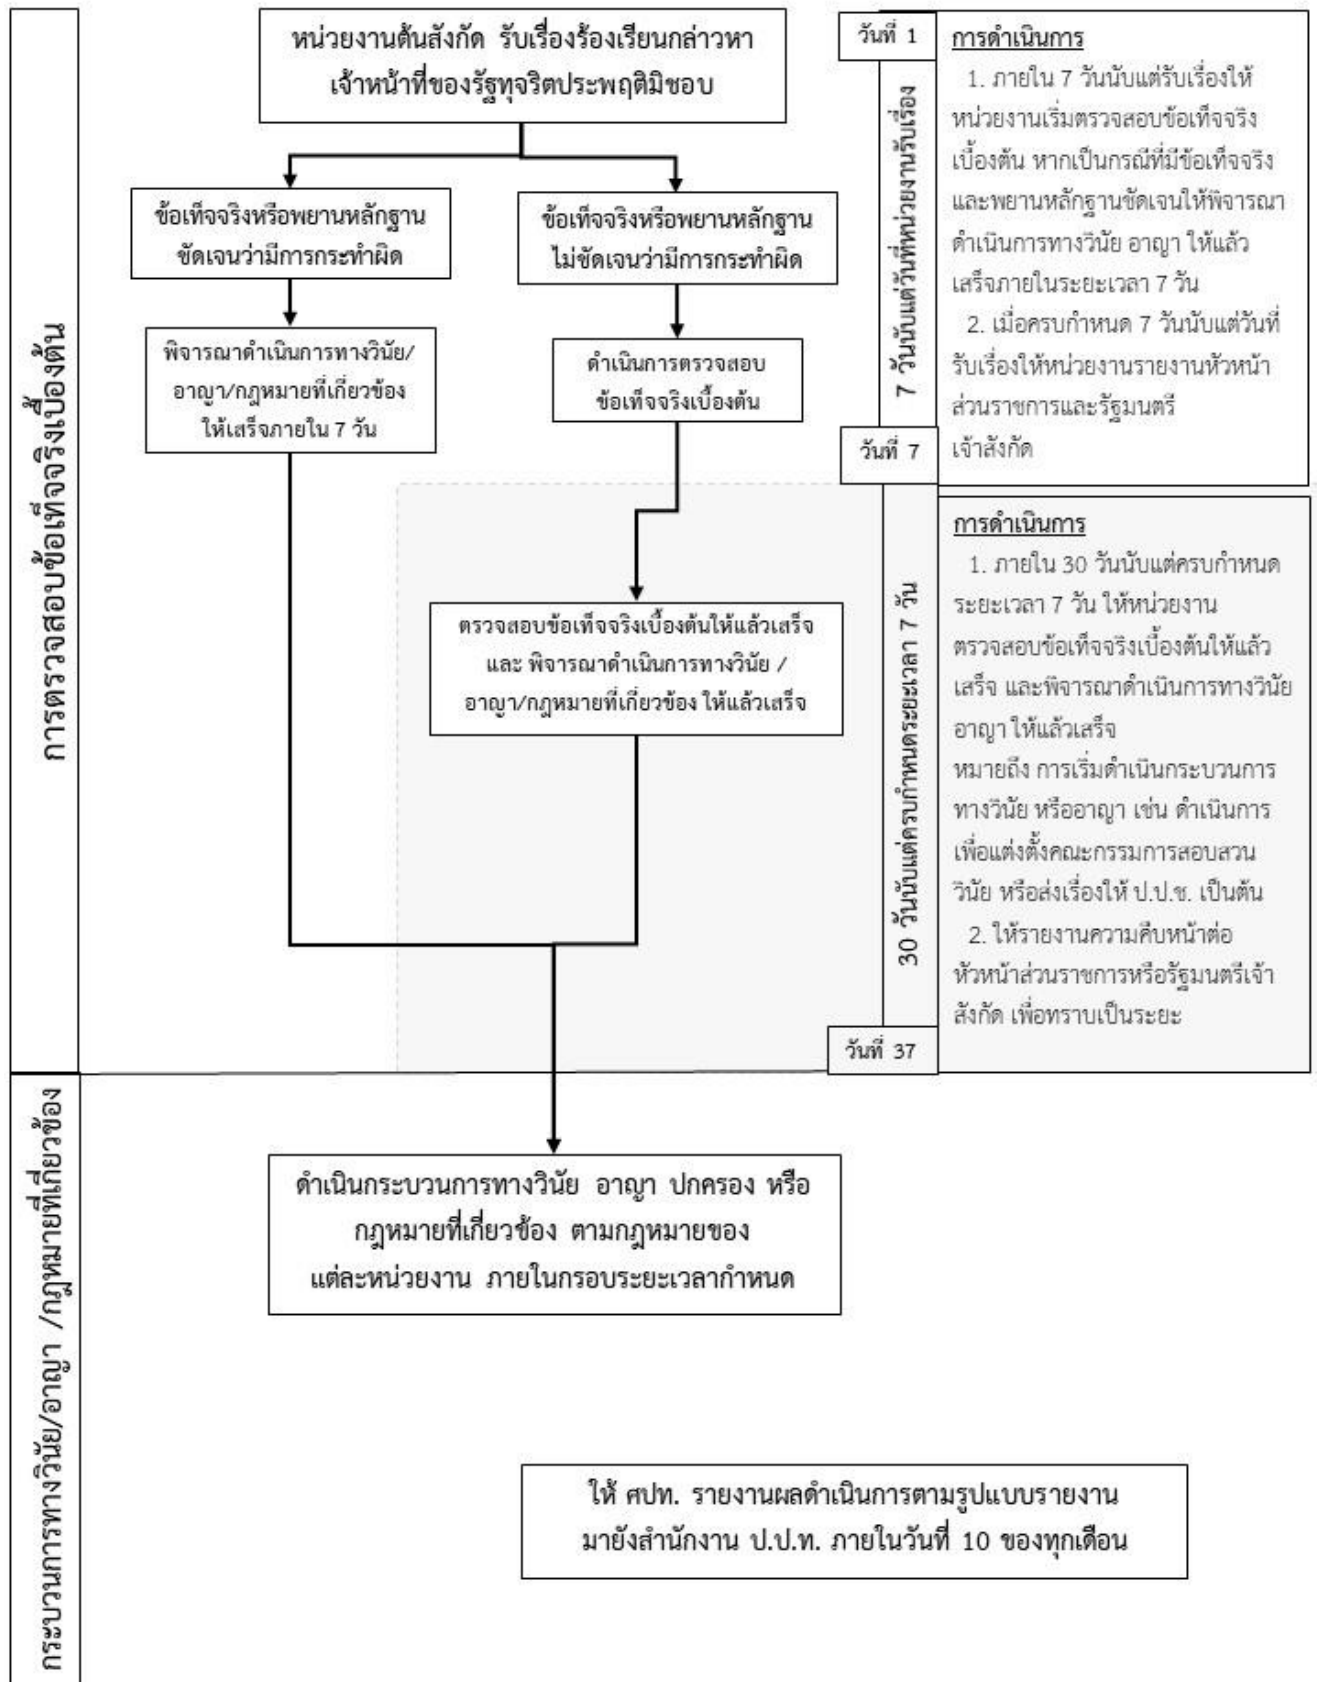 หน่วยงานต้นสังกัด รับเรื่องร้องเรียนกล่าวหา
เจ้าหน้าที่ของรัฐทุจริตประพฤติมิชอบ
ข้อเท็จจริงหรือพยานหลักฐาน
ชัดเจนว่ามีการกระทำผิด
ข้อเท็จจริงหรือพยานหลักฐาน
ไม่ชัดเจนว่ามีการกระทำผิด
พิจารณาดำเนินการทางวินัย/
อาญา/กฎหมายที่เกี่ยวข้อง
ให้เสร็จภายใน 7 วัน
ดำเนินการตรวจสอบ
ข้อเท็จจริงเบื้องต้น
การตรวจสอบข้อเท็จจริงเบื้องต้น
วันที่ 1
7 วันนับแต่วันที่หน่วยงานรับเรื่อง
วันที่ 7
การดำเนินการ
1. ภายใน 7 วันนับแต่รับเรื่องให้
หน่วยงานเริ่มตรวจสอบข้อเท็จจริง
เบื้องต้น หากเป็นกรณีที่มีข้อเท็จจริง
และพยานหลักฐานชัดเจนให้พิจารณา
ดำเนินการทางวินัย อาญา ให้แล้ว
เสร็จภายในระยะเวลา 7 วัน
2. เมื่อครบกำหนด 7 วันนับแต่วันที่
รับเรื่องให้หน่วยงานรายงานหัวหน้า
ส่วนราชการและรัฐมนตรี
เจ้าสังกัด
ตรวจสอบข้อเท็จจริงเบื้องต้นให้แล้วเสร็จ
และ พิจารณาดำเนินการทางวินัย /
อาญา/กฎหมายที่เกี่ยวข้อง ให้แล้วเสร็จ
30 วันนับแต่ครบกำหนดระยะเวลา 7 วัน
วันที่ 37
การดำเนินการ
1. ภายใน 30 วันนับแต่ครบกำหนด
ระยะเวลา 7 วัน ให้หน่วยงาน
ตรวจสอบข้อเท็จจริงเบื้องต้นให้แล้ว
เสร็จ และพิจารณาดำเนินการทางวินัย
อาญา ให้แล้วเสร็จ
หมายถึง การเริ่มดำเนินกระบวนการ
ทางวินัย หรืออาญา เช่น ดำเนินการ
เพื่อแต่งตั้งคณะกรรมการสอบสวน
วินัย หรือส่งเรื่องให้ ป.ป.ช. เป็นต้น
2. ให้รายงานความคืบหน้าต่อ
หัวหน้าส่วนราชการหรือรัฐมนตรีเจ้า
สังกัด เพื่อทราบเป็นระยะ
กระบวนการทางวินัย/อาญา /กฎหมายที่เกี่ยวข้อง
ดำเนินกระบวนการทางวินัย อาญา ปกครอง หรือ
กฎหมายที่เกี่ยวข้อง ตามกฎหมายของ
แต่ละหน่วยงาน ภายในกรอบระยะเวลากำหนด
ให้ ศปท. รายงานผลดำเนินการตามรูปแบบรายงาน
มายังสำนักงาน ป.ป.ท. ภายในวันที่ 10 ของทุกเดือน